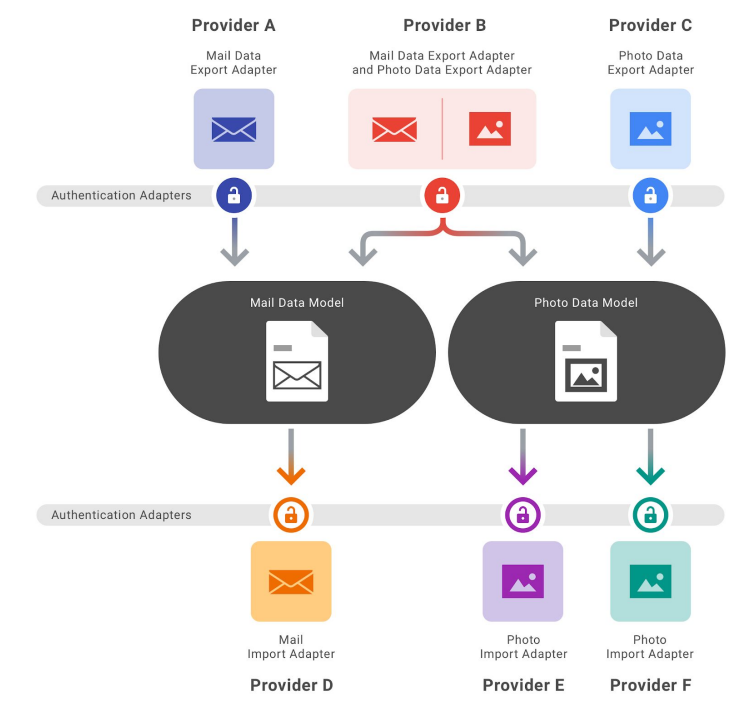 Provider A
Provider B
Provider C
Mail Data
Export Adapter
Mail Data Export Adapter
and Photo Data Export Adapter
Photo Data
Export Adapter
Authentication Adapters
Mail Data Model
Photo Data Model
Authentication Adapters
Mail
Import Adapter
Photo
Import Adapter
Photo
Import Adapter
Provider D
Provider E
Provider F